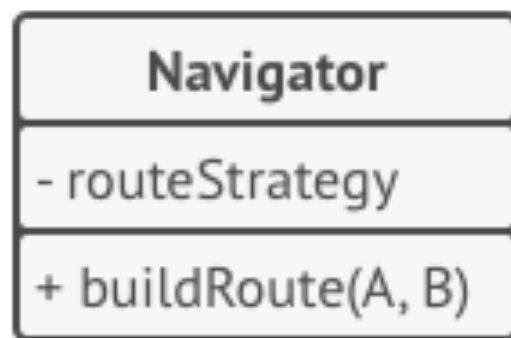 Navigator
- routeStrategy
+ buildRoute(A, B)